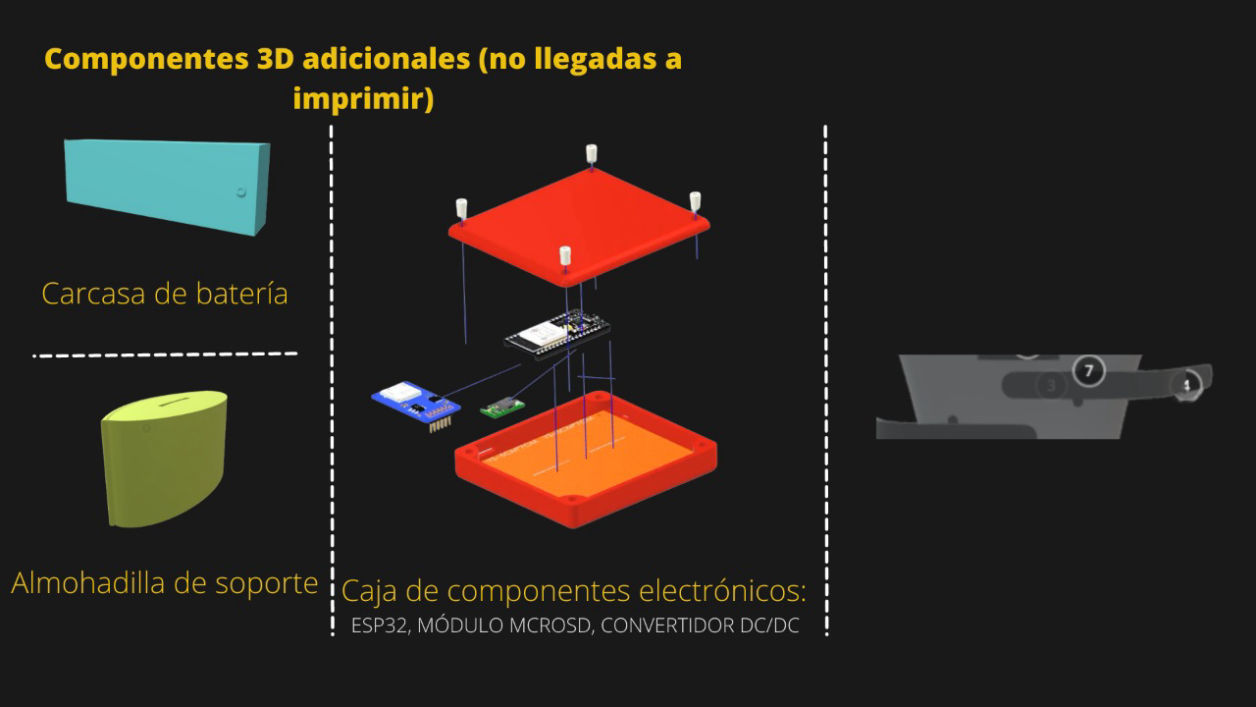 Componentes 3D adicionales (no llegadas a
imprimir)
Carcasa de batería
Almohadilla de soporte
Caja de componentes electrónicos:
ESP32, MÓDULO MCROSD, CONVERTIDOR DC/DC
3
7
4